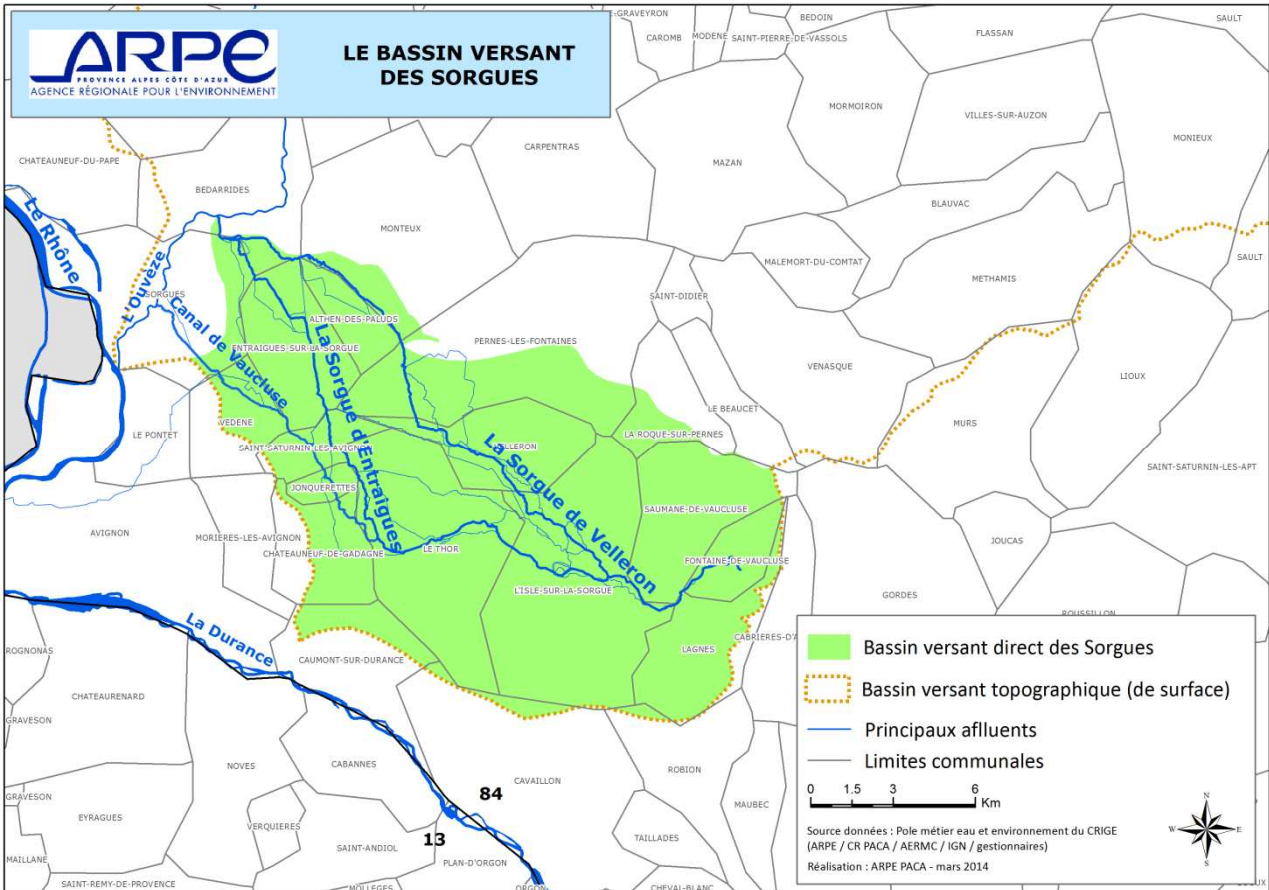 ARPE
PROVENCE ALPES CÔTE D'AZUR
AGENCE RÉGIONALE POUR L'ENVIRONNEMENT
LE BASSIN VERSANT
DES SORGUES
-GRAVEYRON
BEDOIN
SAULT
CAROMB
MODENE
SAINT-PIERRE-DE-VASSOLS
FLASSAN
MORMOIRON
VILLES-SUR-AUZON
MONIEUX
CHATEAUNEUF-DU-PAPE
CARPENTRAS
MAZAN
BEDARRIDES
BLAUVAC
Le Rhône
MONTEUX
MALEMORT-DU-COMTAT
SAULT
METHAMIS
L'Ouvèze
SORGUES
SAINT-DIDIER
Canal de Vaucluse
ALTHEN-DES-PALUDS
ENTRAIGUES-SUR-LA-SORGUE
La Sorgue d'Entraigues
PERNES-LES-FONTAINES
VENASQUE
LIOUX
LE BEAUCET
MURS
VEDENE
LE PONTET
LA ROQUE-SUR-PERNES
SAINT-SATURNIN-LES-AVIGN
VELLERON
La Sorgue de Velleron
SAINT-SATURNIN-LES-APT
JONQUERETTES
SAUMANE-DE-VAUCLUSE
AVIGNON
MORIERES-LES-AVIGNON
JOUCAS
CHATEAUNEUF-DE-GADAGNE
LE THOR
FONTAINE-DE-VAUCLUSE
L'ISLE-SUR-LA-SORGUE
GORDES
ROUSSILLON
La Durance
CABRIERES-D'A
ROGNONAS
LAGNES
CAUMONT-SUR-DURANCE
CHATEAURENARD
GRAVESON
NOVES
CABANNES
CAVAILLON
ROBION
84
MAUBEC
GRAVESON
EYRAGUES
VERQUIERES
13
SAINT-ANDIOL
TAILLADES
MAILLANE
PLAN-D'ORGON
SAINT-REMY-DE-PROVENCE
MOLLEGES
ORGON
CHEVAL-BLANC
Bassin versant direct des Sorgues
Bassin versant topographique (de surface)
Principaux aflluents
Limites communales
0 1.5 3 6
Km
Source données : Pole métier eau et environnement du CRIGE
(ARPE / CR PACA / AERMC / IGN / gestionnaires)
Réalisation : ARPE PACA - mars 2014
N
W E
S